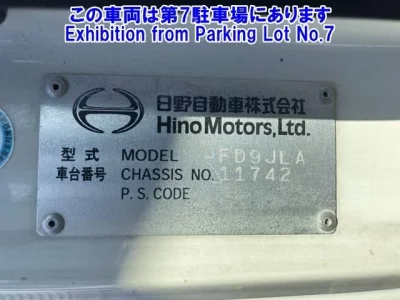 この車両は第7駐車場にあります
Exhibition from Parking Lot No.7
日野自動車株式会社
Hino Motors, Ltd.
型式 MODEL -FD9JLA
車台番号 CHASSIS NO. 11742
P. S. CODE